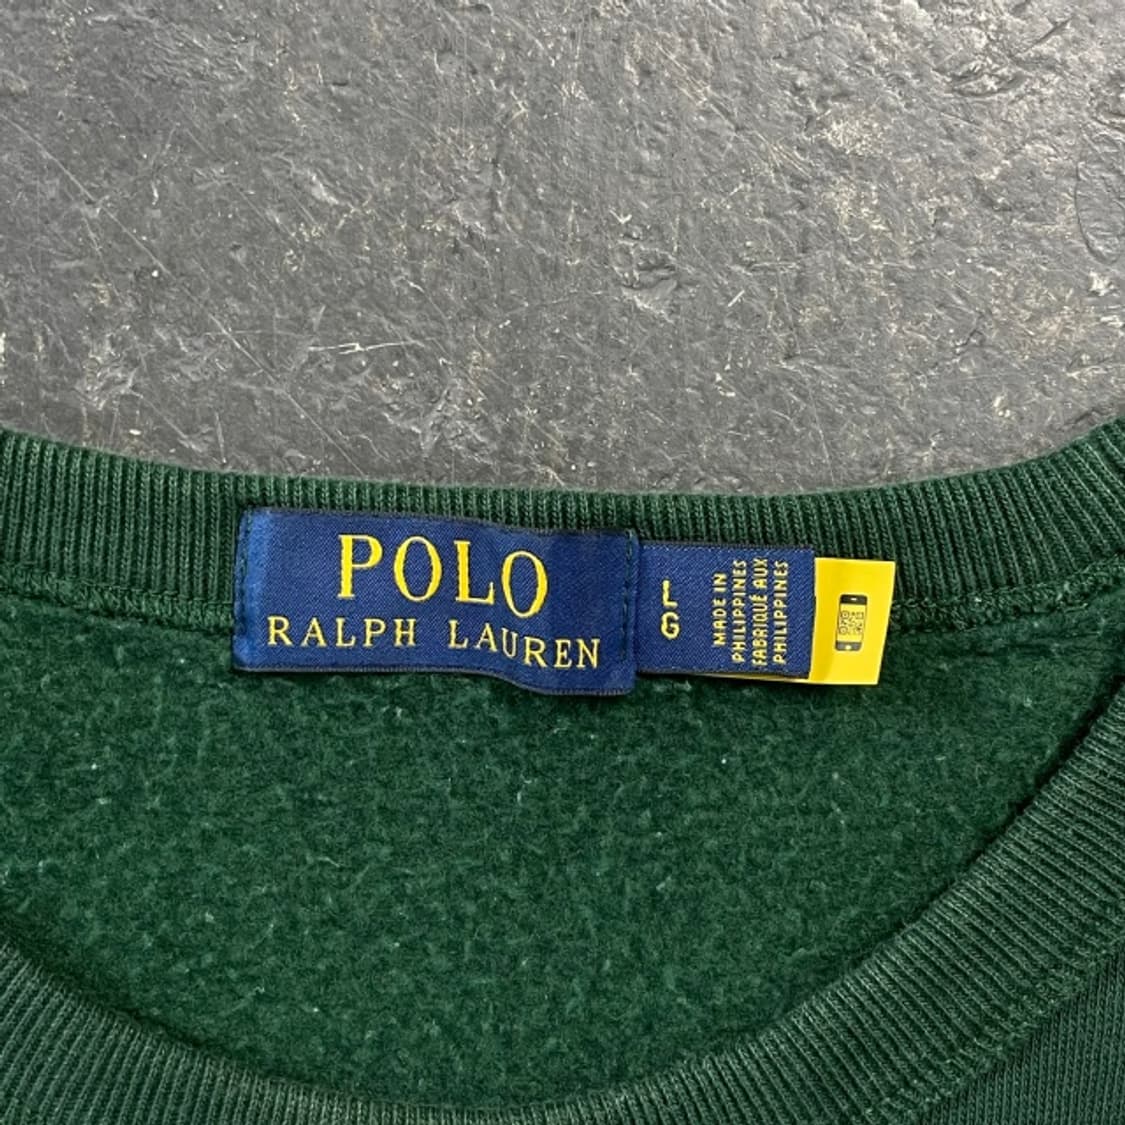 POLO
RALPH LAUREN
L
G
MADE IN
PHILIPPINES
FABRIQUÉ AUX
PHILIPPINES